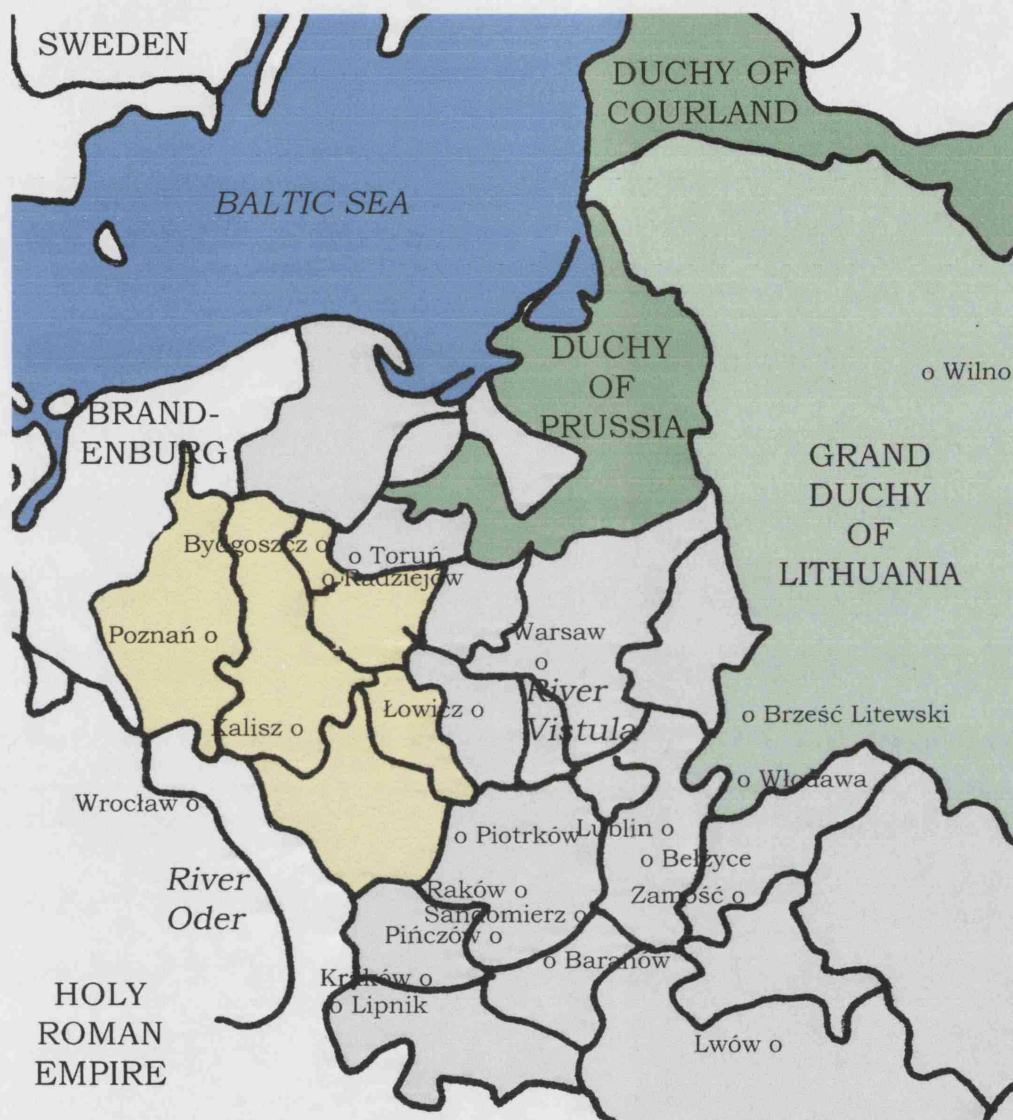 SWEDEN
DUCHY OF
COURLAND
BALTIC SEA
DUCHY
OF
PRUSSIA
o Wilno
BRAND-
ENBURG
GRAND
DUCHY
OF
LITHUANIA
Bydgoszcz o
o Toruń
o Radziejów
Poznań o
Warsaw
o
River
Vistula
Łowicz o
Kalisz o
o Brześć Litewski
o Włodawa
Wrocław o
o Piotrków
Lublin o
o Bełżyce
River
Oder
Raków o
Zamość o
Sandomierz o
Pińczów o
o Baranów
Kraków o
o Lipnik
HOLY
ROMAN
EMPIRE
Lwów o